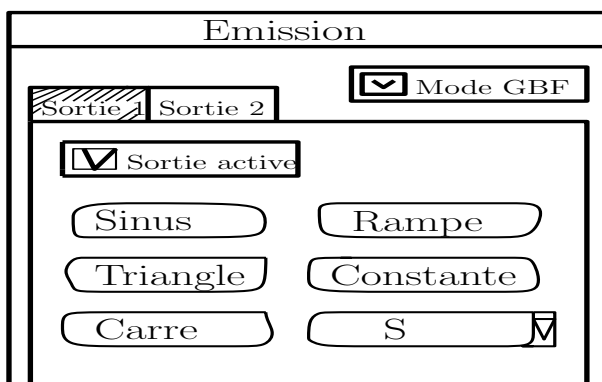 Emission
Mode GBF
Sortie 1 Sortie 2
Sortie active
Sinus Rampe
Triangle Constante
Carre S